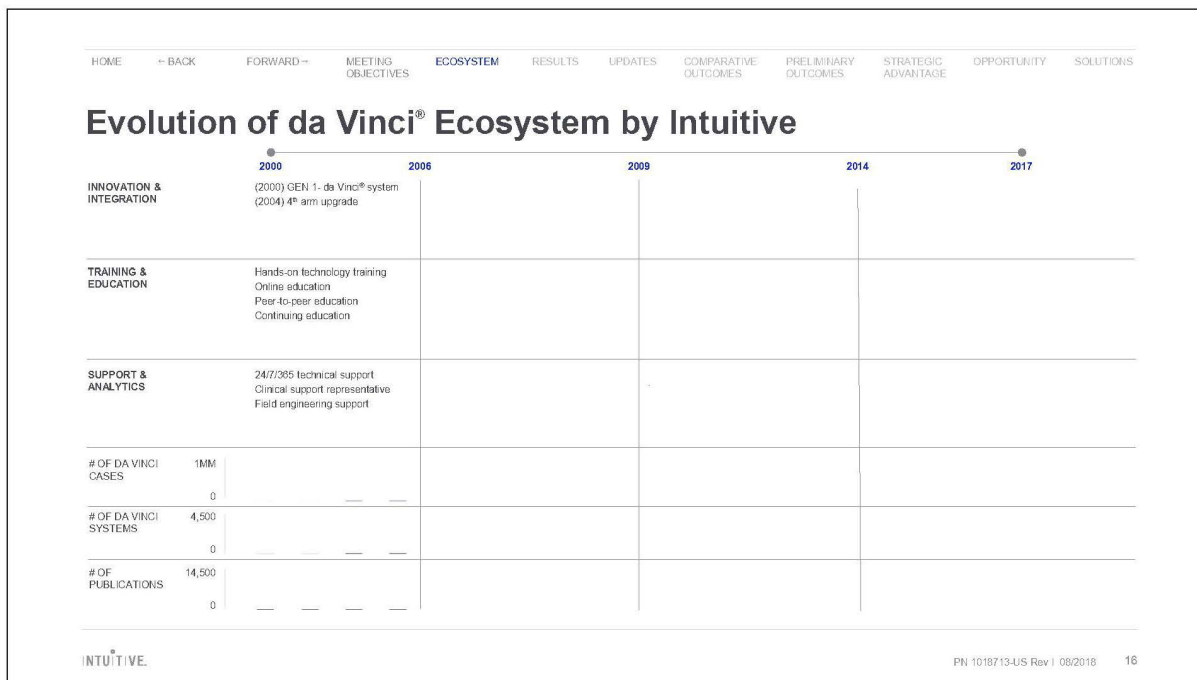 HOME ← BACK FORWARD → MEETING OBJECTIVES ECOSYSTEM RESULTS UPDATES COMPARATIVE OUTCOMES PRELIMINARY OUTCOMES STRATEGIC ADVANTAGE OPPORTUNITY SOLUTIONS
Evolution of da Vinci® Ecosystem by Intuitive
2000 2006 2009 2014 2017
INNOVATION &
INTEGRATION
(2000) GEN 1- da Vinci® system
(2004) 4th arm upgrade
TRAINING &
EDUCATION
Hands-on technology training
Online education
Peer-to-peer education
Continuing education
SUPPORT &
ANALYTICS
24/7/365 technical support
Clinical support representative
Field engineering support
# OF DA VINCI
CASES
1MM
0
# OF DA VINCI
SYSTEMS
4,500
0
# OF
PUBLICATIONS
14,500
0
INTUITIVE.
PN 1018713-US Rev I 08/2018 16